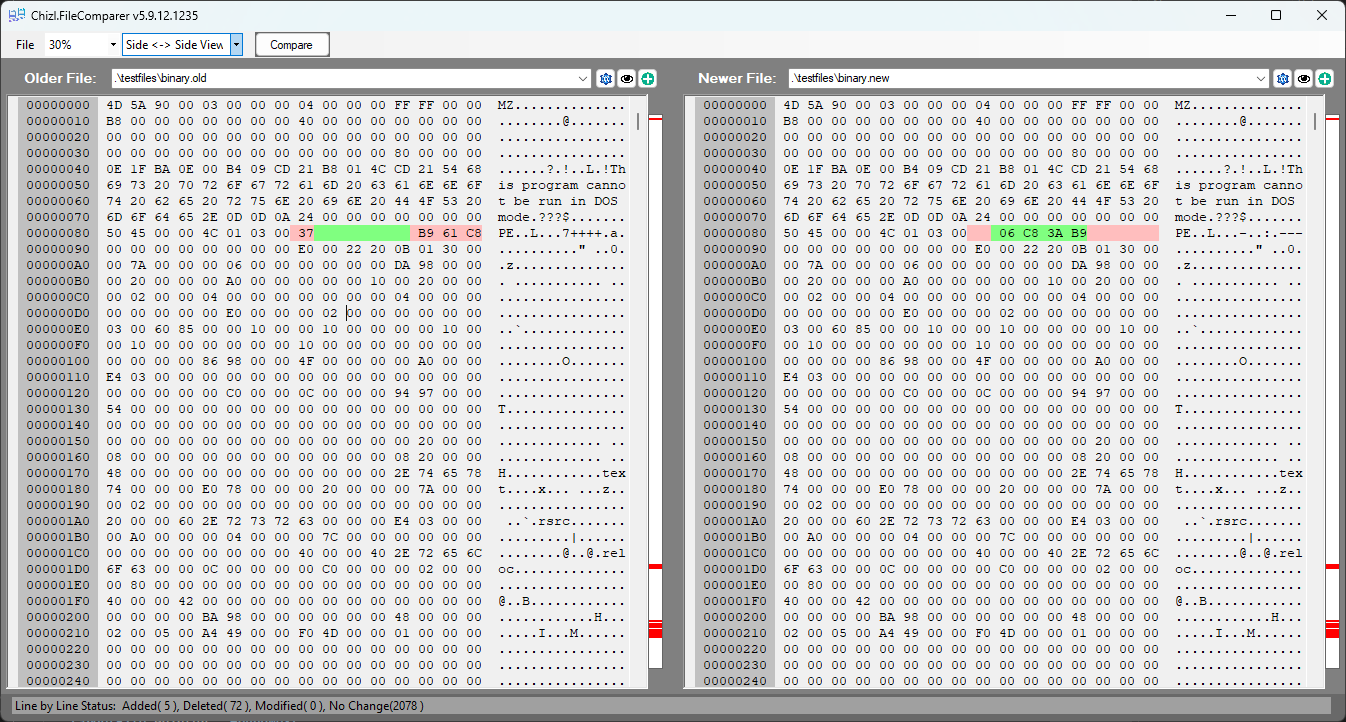 Chizl.FileComparer v5.9.12.1235
File 30% Side <-> Side View Compare
Older File: .\testfiles\binary.old
00000000 4D 5A 90 00 03 00 00 00 04 00 00 00 FF FF 00 00 MZ..............
00000010 B8 00 00 00 00 00 00 00 40 00 00 00 00 00 00 00 ........@.......
00000020 00 00 00 00 00 00 00 00 00 00 00 00 00 00 00 00 ................
00000030 00 00 00 00 00 00 00 00 00 00 00 00 80 00 00 00 ................
00000040 0E 1F BA 0E 00 B4 09 CD 21 B8 01 4C CD 21 54 68 ......?.!..L.!Th
00000050 69 73 20 70 72 6F 67 72 61 6D 20 63 61 6E 6E 6F is program canno
00000060 74 20 62 65 20 72 75 6E 20 69 6E 20 44 4F 53 20 t be run in DOS
00000070 6D 6F 64 65 2E 0D 0D 0A 24 00 00 00 00 00 00 00 mode.???$.......
00000080 50 45 00 00 4C 01 03 00 37 B9 61 C8 PE..L...7++++.a.
00000090 00 00 00 00 00 00 00 00 E0 00 22 20 0B 01 30 00 .........." ..0.
000000A0 00 7A 00 00 00 06 00 00 00 00 00 00 DA 98 00 00 .z..............
000000B0 00 20 00 00 00 A0 00 00 00 00 00 10 00 20 00 00 . ........... ..
000000C0 00 02 00 00 04 00 00 00 00 00 00 00 04 00 00 00 ................
000000D0 00 00 00 00 00 E0 00 00 00 02 00 00 00 00 00 00 ................
000000E0 03 00 60 85 00 00 10 00 00 10 00 00 00 00 10 00 ..`.............
000000F0 00 10 00 00 00 00 00 00 10 00 00 00 00 00 00 00 ................
00000100 00 00 00 00 86 98 00 00 4F 00 00 00 00 A0 00 00 ........O.......
00000110 E4 03 00 00 00 00 00 00 00 00 00 00 00 00 00 00 ................
00000120 00 00 00 00 00 C0 00 00 0C 00 00 00 94 97 00 00 ................
00000130 54 00 00 00 00 00 00 00 00 00 00 00 00 00 00 00 T...............
00000140 00 00 00 00 00 00 00 00 00 00 00 00 00 00 00 00 ................
00000150 00 00 00 00 00 00 00 00 00 00 00 00 00 20 00 00 ............. ..
00000160 08 00 00 00 00 00 00 00 00 00 00 00 08 20 00 00 ............. ..
00000170 48 00 00 00 00 00 00 00 00 00 00 00 2E 74 65 78 H............tex
00000180 74 00 00 00 E0 78 00 00 00 20 00 00 00 7A 00 00 t....x... ...z..
00000190 00 02 00 00 00 00 00 00 00 00 00 00 00 00 00 00 ................
000001A0 20 00 00 60 2E 72 73 72 63 00 00 00 E4 03 00 00  ..`.rsrc.......
000001B0 00 A0 00 00 00 04 00 00 00 7C 00 00 00 00 00 00 .........|......
000001C0 00 00 00 00 00 00 00 00 40 00 00 40 2E 72 65 6C ........@..@.rel
000001D0 6F 63 00 00 0C 00 00 00 00 C0 00 00 00 02 00 00 oc..............
000001E0 00 80 00 00 00 00 00 00 00 00 00 00 00 00 00 00 ................
000001F0 40 00 00 42 00 00 00 00 00 00 00 00 00 00 00 00 @..B............
00000200 00 00 00 00 BA 98 00 00 00 00 00 00 48 00 00 00 ............H...
00000210 02 00 05 00 A4 49 00 00 F0 4D 00 00 01 00 00 00 .....I...M......
00000220 00 00 00 00 00 00 00 00 00 00 00 00 00 00 00 00 ................
00000230 00 00 00 00 00 00 00 00 00 00 00 00 00 00 00 00 ................
00000240 00 00 00 00 00 00 00 00 00 00 00 00 00 00 00 00 ................
Newer File: .\testfiles\binary.new
00000000 4D 5A 90 00 03 00 00 00 04 00 00 00 FF FF 00 00 MZ..............
00000010 B8 00 00 00 00 00 00 00 40 00 00 00 00 00 00 00 ........@.......
00000020 00 00 00 00 00 00 00 00 00 00 00 00 00 00 00 00 ................
00000030 00 00 00 00 00 00 00 00 00 00 00 00 80 00 00 00 ................
00000040 0E 1F BA 0E 00 B4 09 CD 21 B8 01 4C CD 21 54 68 ......?.!..L.!Th
00000050 69 73 20 70 72 6F 67 72 61 6D 20 63 61 6E 6E 6F is program canno
00000060 74 20 62 65 20 72 75 6E 20 69 6E 20 44 4F 53 20 t be run in DOS
00000070 6D 6F 64 65 2E 0D 0D 0A 24 00 00 00 00 00 00 00 mode.???$.......
00000080 50 45 00 00 4C 01 03 00 06 C8 3A B9 PE..L...-..:.---
00000090 00 00 00 00 00 00 00 00 E0 00 22 20 0B 01 30 00 .........." ..0.
000000A0 00 7A 00 00 00 06 00 00 00 00 00 00 DA 98 00 00 .z..............
000000B0 00 20 00 00 00 A0 00 00 00 00 00 10 00 20 00 00 . ........... ..
000000C0 00 02 00 00 04 00 00 00 00 00 00 00 04 00 00 00 ................
000000D0 00 00 00 00 00 E0 00 00 00 02 00 00 00 00 00 00 ................
000000E0 03 00 60 85 00 00 10 00 00 10 00 00 00 00 10 00 ..`.............
000000F0 00 10 00 00 00 00 00 00 10 00 00 00 00 00 00 00 ................
00000100 00 00 00 00 86 98 00 00 4F 00 00 00 00 A0 00 00 ........O.......
00000110 E4 03 00 00 00 00 00 00 00 00 00 00 00 00 00 00 ................
00000120 00 00 00 00 00 C0 00 00 0C 00 00 00 94 97 00 00 ................
00000130 54 00 00 00 00 00 00 00 00 00 00 00 00 00 00 00 T...............
00000140 00 00 00 00 00 00 00 00 00 00 00 00 00 00 00 00 ................
00000150 00 00 00 00 00 00 00 00 00 00 00 00 00 20 00 00 ............. ..
00000160 08 00 00 00 00 00 00 00 00 00 00 00 08 20 00 00 ............. ..
00000170 48 00 00 00 00 00 00 00 00 00 00 00 2E 74 65 78 H............tex
00000180 74 00 00 00 E0 78 00 00 00 20 00 00 00 7A 00 00 t....x... ...z..
00000190 00 02 00 00 00 00 00 00 00 00 00 00 00 00 00 00 ................
000001A0 20 00 00 60 2E 72 73 72 63 00 00 00 E4 03 00 00  ..`.rsrc.......
000001B0 00 A0 00 00 00 04 00 00 00 7C 00 00 00 00 00 00 .........|......
000001C0 00 00 00 00 00 00 00 00 40 00 00 40 2E 72 65 6C ........@..@.rel
000001D0 6F 63 00 00 0C 00 00 00 00 C0 00 00 00 02 00 00 oc..............
000001E0 00 80 00 00 00 00 00 00 00 00 00 00 00 00 00 00 ................
000001F0 40 00 00 42 00 00 00 00 00 00 00 00 00 00 00 00 @..B............
00000200 00 00 00 00 BA 98 00 00 00 00 00 00 48 00 00 00 ............H...
00000210 02 00 05 00 A4 49 00 00 F0 4D 00 00 01 00 00 00 .....I...M......
00000220 00 00 00 00 00 00 00 00 00 00 00 00 00 00 00 00 ................
00000230 00 00 00 00 00 00 00 00 00 00 00 00 00 00 00 00 ................
00000240 00 00 00 00 00 00 00 00 00 00 00 00 00 00 00 00 ................
Line by Line Status: Added( 5 ), Deleted( 72 ), Modified( 0 ), No Change(2078 )